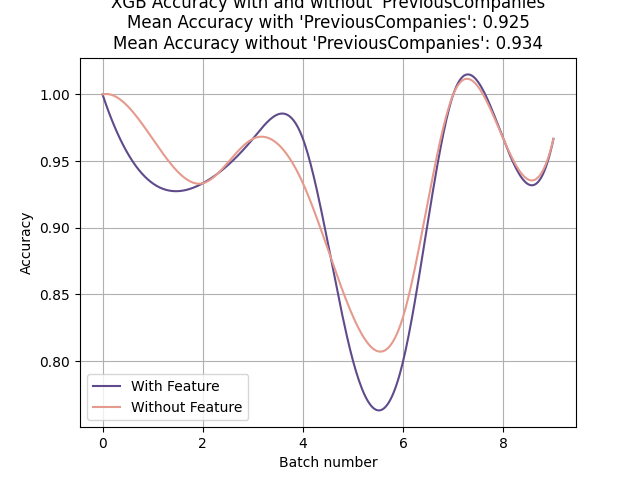 XGB Accuracy with and without 'PreviousCompanies'
Mean Accuracy with 'PreviousCompanies': 0.925
Mean Accuracy without 'PreviousCompanies': 0.934
1.00
0.95
0.90
0.85
0.80
Accuracy
With Feature
Without Feature
0 2 4 6 8
Batch number